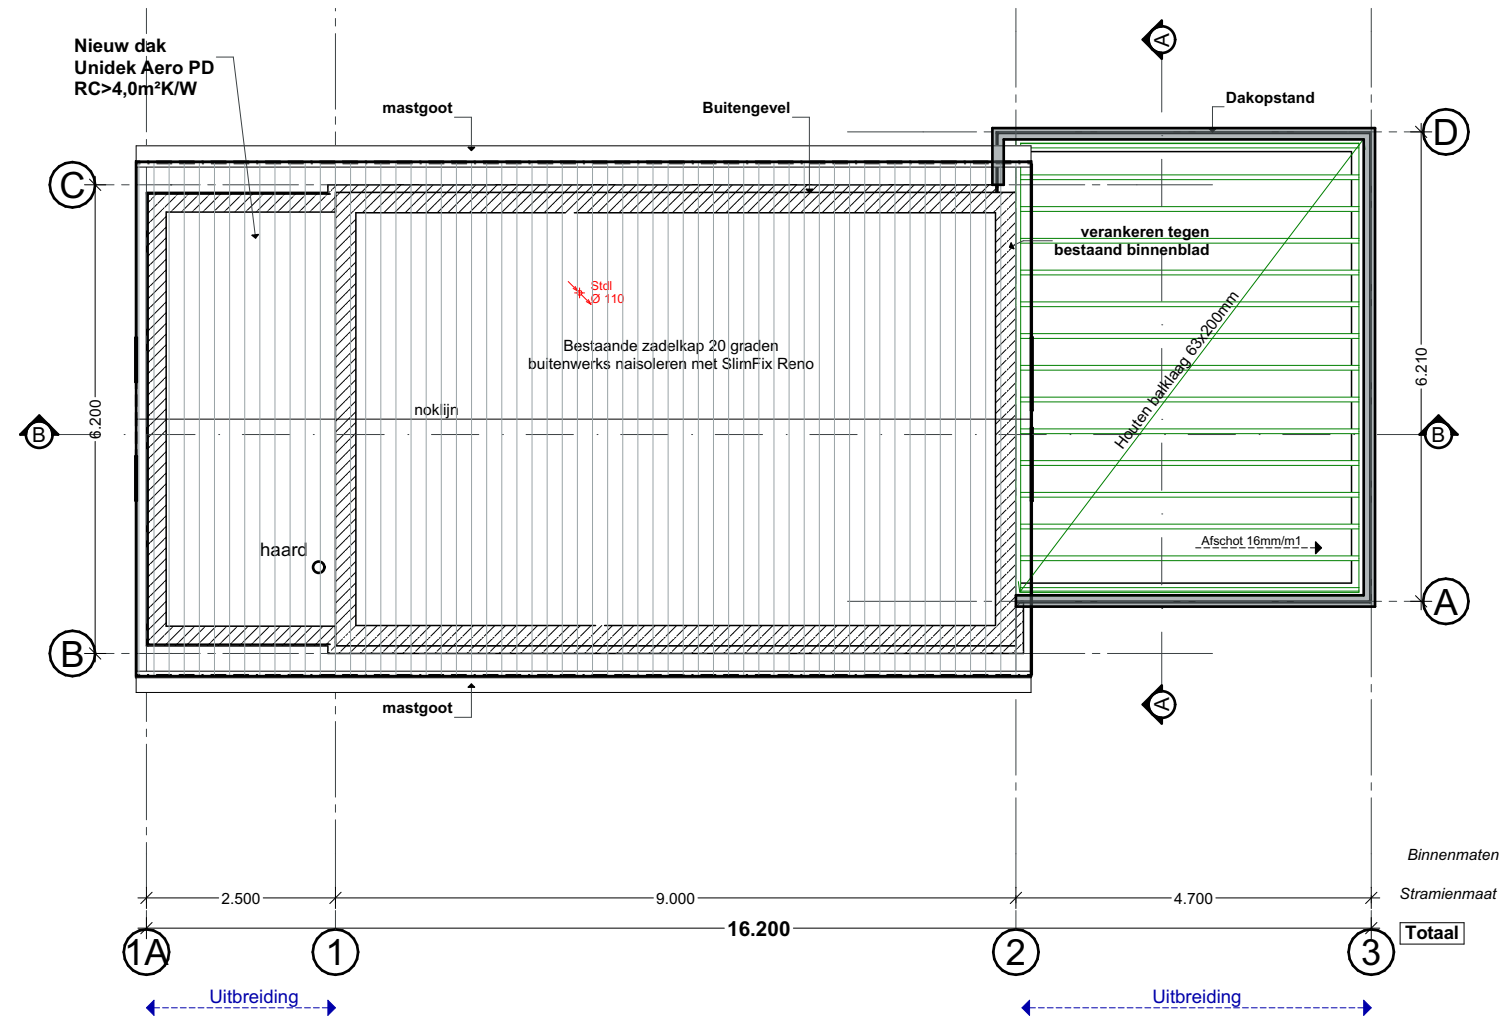 Nieuw dak
Unidek Aero PD
RC>4,0m²K/W
mastgoot
Buitengevel
A
Dakopstand
D
C
verankeren tegen
bestaand binnenblad
Stdl
Ø 110
Bestaande zadelkap 20 graden
buitenwerks naisoleren met SlimFix Reno
Houten balklaag 63x200mm
6.210
noklijn
6.200
B
B
Afschot 16mm/m1
haard
A
B
mastgoot
A
Binnenmaten
2.500
9.000
4.700
Stramienmaat
16.200
Totaal
1A
1
2
3
Uitbreiding
Uitbreiding